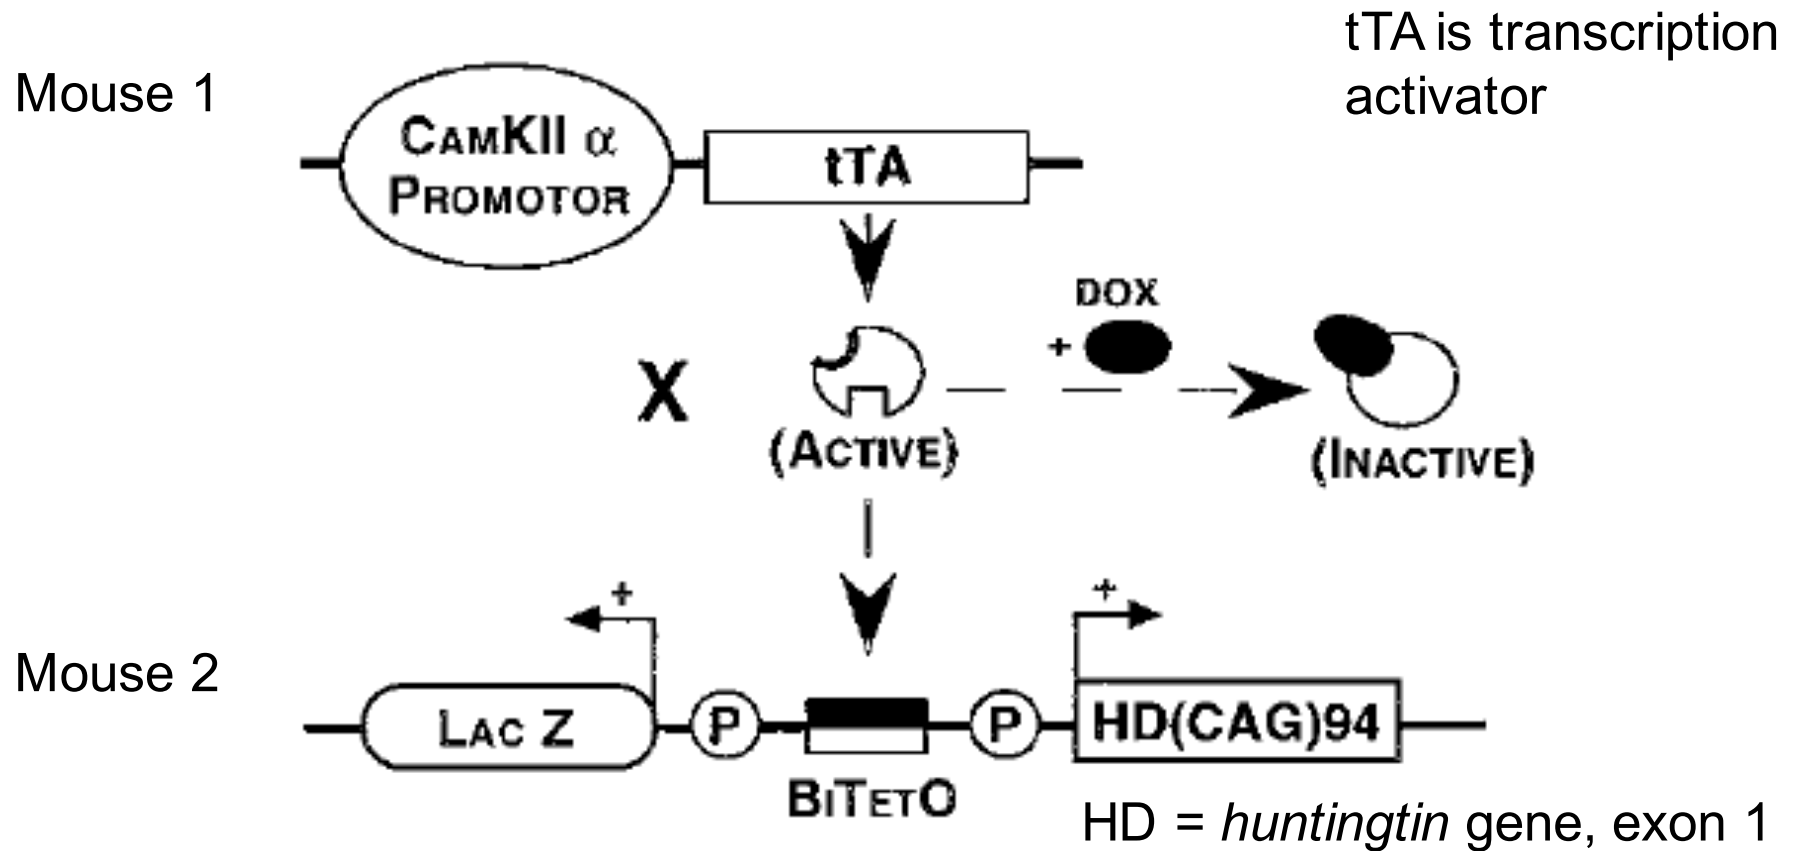 tTA is transcription
activator
Mouse 1
CAMKII α
PROMOTOR
tTA
DOX
+
X
(ACTIVE)
(INACTIVE)
+
+
Mouse 2
LAC Z
P
P
HD(CAG)94
BITETO
HD = huntingtin gene, exon 1